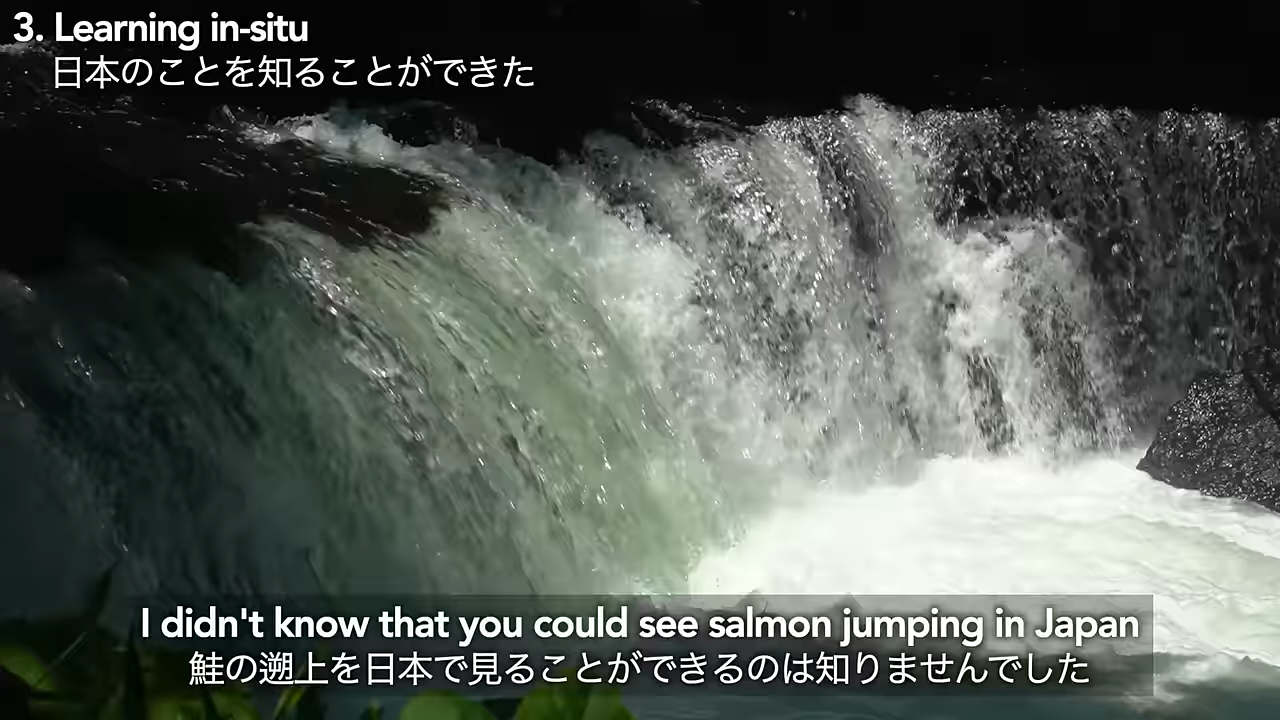 3. Learning in-situ
日本のことを知ることができた
I didn't know that you could see salmon jumping in Japan
鮭の遡上を日本で見ることができるのは知りませんでした